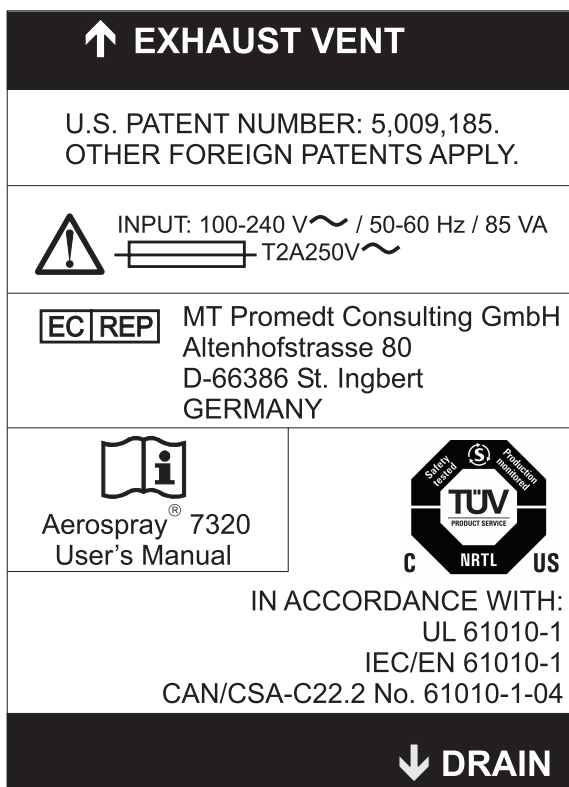 EXHAUST VENT
U.S. PATENT NUMBER: 5,009,185.
OTHER FOREIGN PATENTS APPLY.
INPUT: 100-240 V～ / 50-60 Hz / 85 VA
T2A250V～
EC REP
MT Promedt Consulting GmbH
Altenhofstrasse 80
D-66386 St. Ingbert
GERMANY
Aerospray® 7320
User's Manual
Safety tested
S
Production monitored
TÜV
PRODUCT SERVICE
C NRTL US
IN ACCORDANCE WITH:
UL 61010-1
IEC/EN 61010-1
CAN/CSA-C22.2 No. 61010-1-04
DRAIN